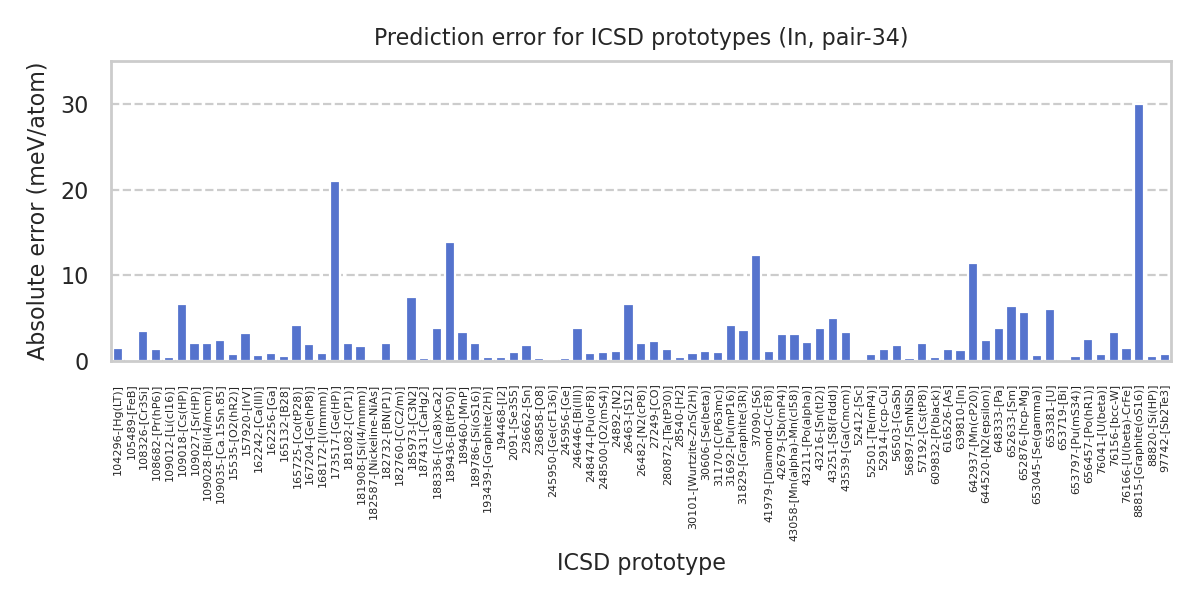 Prediction error for ICSD prototypes (In, pair-34)
Absolute error (meV/atom)
30
20
10
0
104296-[Hg(LT)]
105489-[FeB]
108326-[Cr3Si]
108682-[Pr(hP6)]
109012-[Li(cI16)]
109018-[Cs(HP)]
109027-[Sr(HP)]
109028-[Bi(I4/mcm)]
109035-[Ca.15Sn.85]
15535-[O2(hR2)]
157920-[IrV]
162242-[Ca(III)]
162256-[Ga]
165132-[B28]
165725-[Co(tP28)]
167204-[Ge(hP8)]
168172-[I(Immm)]
173517-[Ge(HP)]
181082-[C(P1)]
181908-[Si(I4/mmm)]
182587-[Nickeline-NiAs]
182732-[BN(P1)]
182760-[C(C2/m)]
185973-[C3N2]
187431-[CaHg2]
188336-[(Ca8)xCa2]
189436-[B(tP50)]
189460-[MnP]
189786-[Si(oS16)]
193439-[Graphite(2H)]
194468-[I2]
2091-[Se3S5]
236662-[Sn]
236858-[O8]
245950-[Ge(cF136)]
245956-[Ge]
246446-[Bi(III)]
248474-[Pu(oF8)]
248500-[O2(mS4)]
24892-[N2]
26463-[S12]
26482-[N2(cP8)]
27249-[CO]
280872-[Ta(tP30)]
28540-[H2]
30101-[Wurtzite-ZnS(2H)]
30606-[Se(beta)]
31170-[C(P63mc)]
31692-[Pu(mP16)]
31829-[Graphite(3R)]
37090-[S6]
41979-[Diamond-C(cF8)]
42679-[Sb(mP4)]
43058-[Mn(alpha)-Mn(cI58)]
43211-[Po(alpha)]
43216-[Sn(tI2)]
43251-[S8(Fddd)]
43539-[Ga(Cmcm)]
52412-[Sc]
52501-[Te(mP4)]
52914-[ccp-Cu]
56503-[GaSb]
56897-[SmNiSb]
57192-[Cs(tP8)]
609832-[P(black)]
616526-[As]
639810-[In]
642937-[Mn(cP20)]
644520-[N2(epsilon)]
648333-[Pa]
652633-[Sm]
652876-[hcp-Mg]
653045-[Se(gamma)]
653381-[U]
653719-[Bi]
653797-[Pu(mS34)]
656457-[Po(hR1)]
76041-[U(beta)]
76156-[bcc-W]
76166-[U(beta)-CrFe]
88815-[Graphite(oS16)]
88820-[Si(HP)]
97742-[Sb2Te3]
ICSD prototype